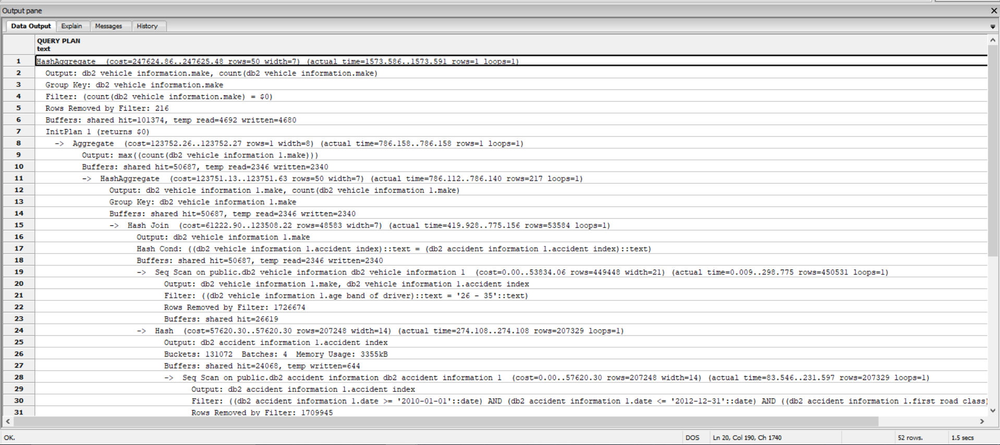 Output pane
Data Output Explain Messages History
QUERY PLAN
text
1 HashAggregate (cost=247624.86..247625.48 rows=50 width=7) (actual time=1573.586..1573.591 rows=1 loops=1)
2 Output: db2 vehicle information.make, count(db2 vehicle information.make)
3 Group Key: db2 vehicle information.make
4 Filter: (count(db2 vehicle information.make) = $0)
5 Rows Removed by Filter: 216
6 Buffers: shared hit=101374, temp read=4692 written=4680
7 InitPlan 1 (returns $0)
8 -> Aggregate (cost=123752.26..123752.27 rows=1 width=8) (actual time=786.158..786.158 rows=1 loops=1)
9 Output: max((count(db2 vehicle information 1.make)))
10 Buffers: shared hit=50687, temp read=2346 written=2340
11 -> HashAggregate (cost=123751.13..123751.63 rows=50 width=7) (actual time=786.112..786.140 rows=217 loops=1)
12 Output: db2 vehicle information 1.make, count(db2 vehicle information 1.make)
13 Group Key: db2 vehicle information 1.make
14 Buffers: shared hit=50687, temp read=2346 written=2340
15 -> Hash Join (cost=61222.90..123508.22 rows=48583 width=7) (actual time=419.928..775.156 rows=53584 loops=1)
16 Output: db2 vehicle information 1.make
17 Hash Cond: ((db2 vehicle information 1.accident index)::text = (db2 accident information 1.accident index)::text)
18 Buffers: shared hit=50687, temp read=2346 written=2340
19 -> Seq Scan on public.db2 vehicle information db2 vehicle information 1 (cost=0.00..53834.06 rows=449448 width=21) (actual time=0.009..298.775 rows=450531 loops=1)
20 Output: db2 vehicle information 1.make, db2 vehicle information 1.accident index
21 Filter: ((db2 vehicle information 1.age band of driver)::text = '26 - 35'::text)
22 Rows Removed by Filter: 1726674
23 Buffers: shared hit=26619
24 -> Hash (cost=57620.30..57620.30 rows=207248 width=14) (actual time=274.108..274.108 rows=207329 loops=1)
25 Output: db2 accident information 1.accident index
26 Buckets: 131072 Batches: 4 Memory Usage: 3355kB
27 Buffers: shared hit=24068, temp written=644
28 -> Seq Scan on public.db2 accident information db2 accident information 1 (cost=0.00..57620.30 rows=207248 width=14) (actual time=83.546..231.597 rows=207329 loops=1)
29 Output: db2 accident information 1.accident index
30 Filter: ((db2 accident information 1.date >= '2010-01-01'::date) AND (db2 accident information 1.date <= '2012-12-31'::date) AND ((db2 accident information 1.first road class)
31 Rows Removed by Filter: 1709945
OK. DOS Ln 20, Col 190, Ch 1740 52 rows. 1.5 secs